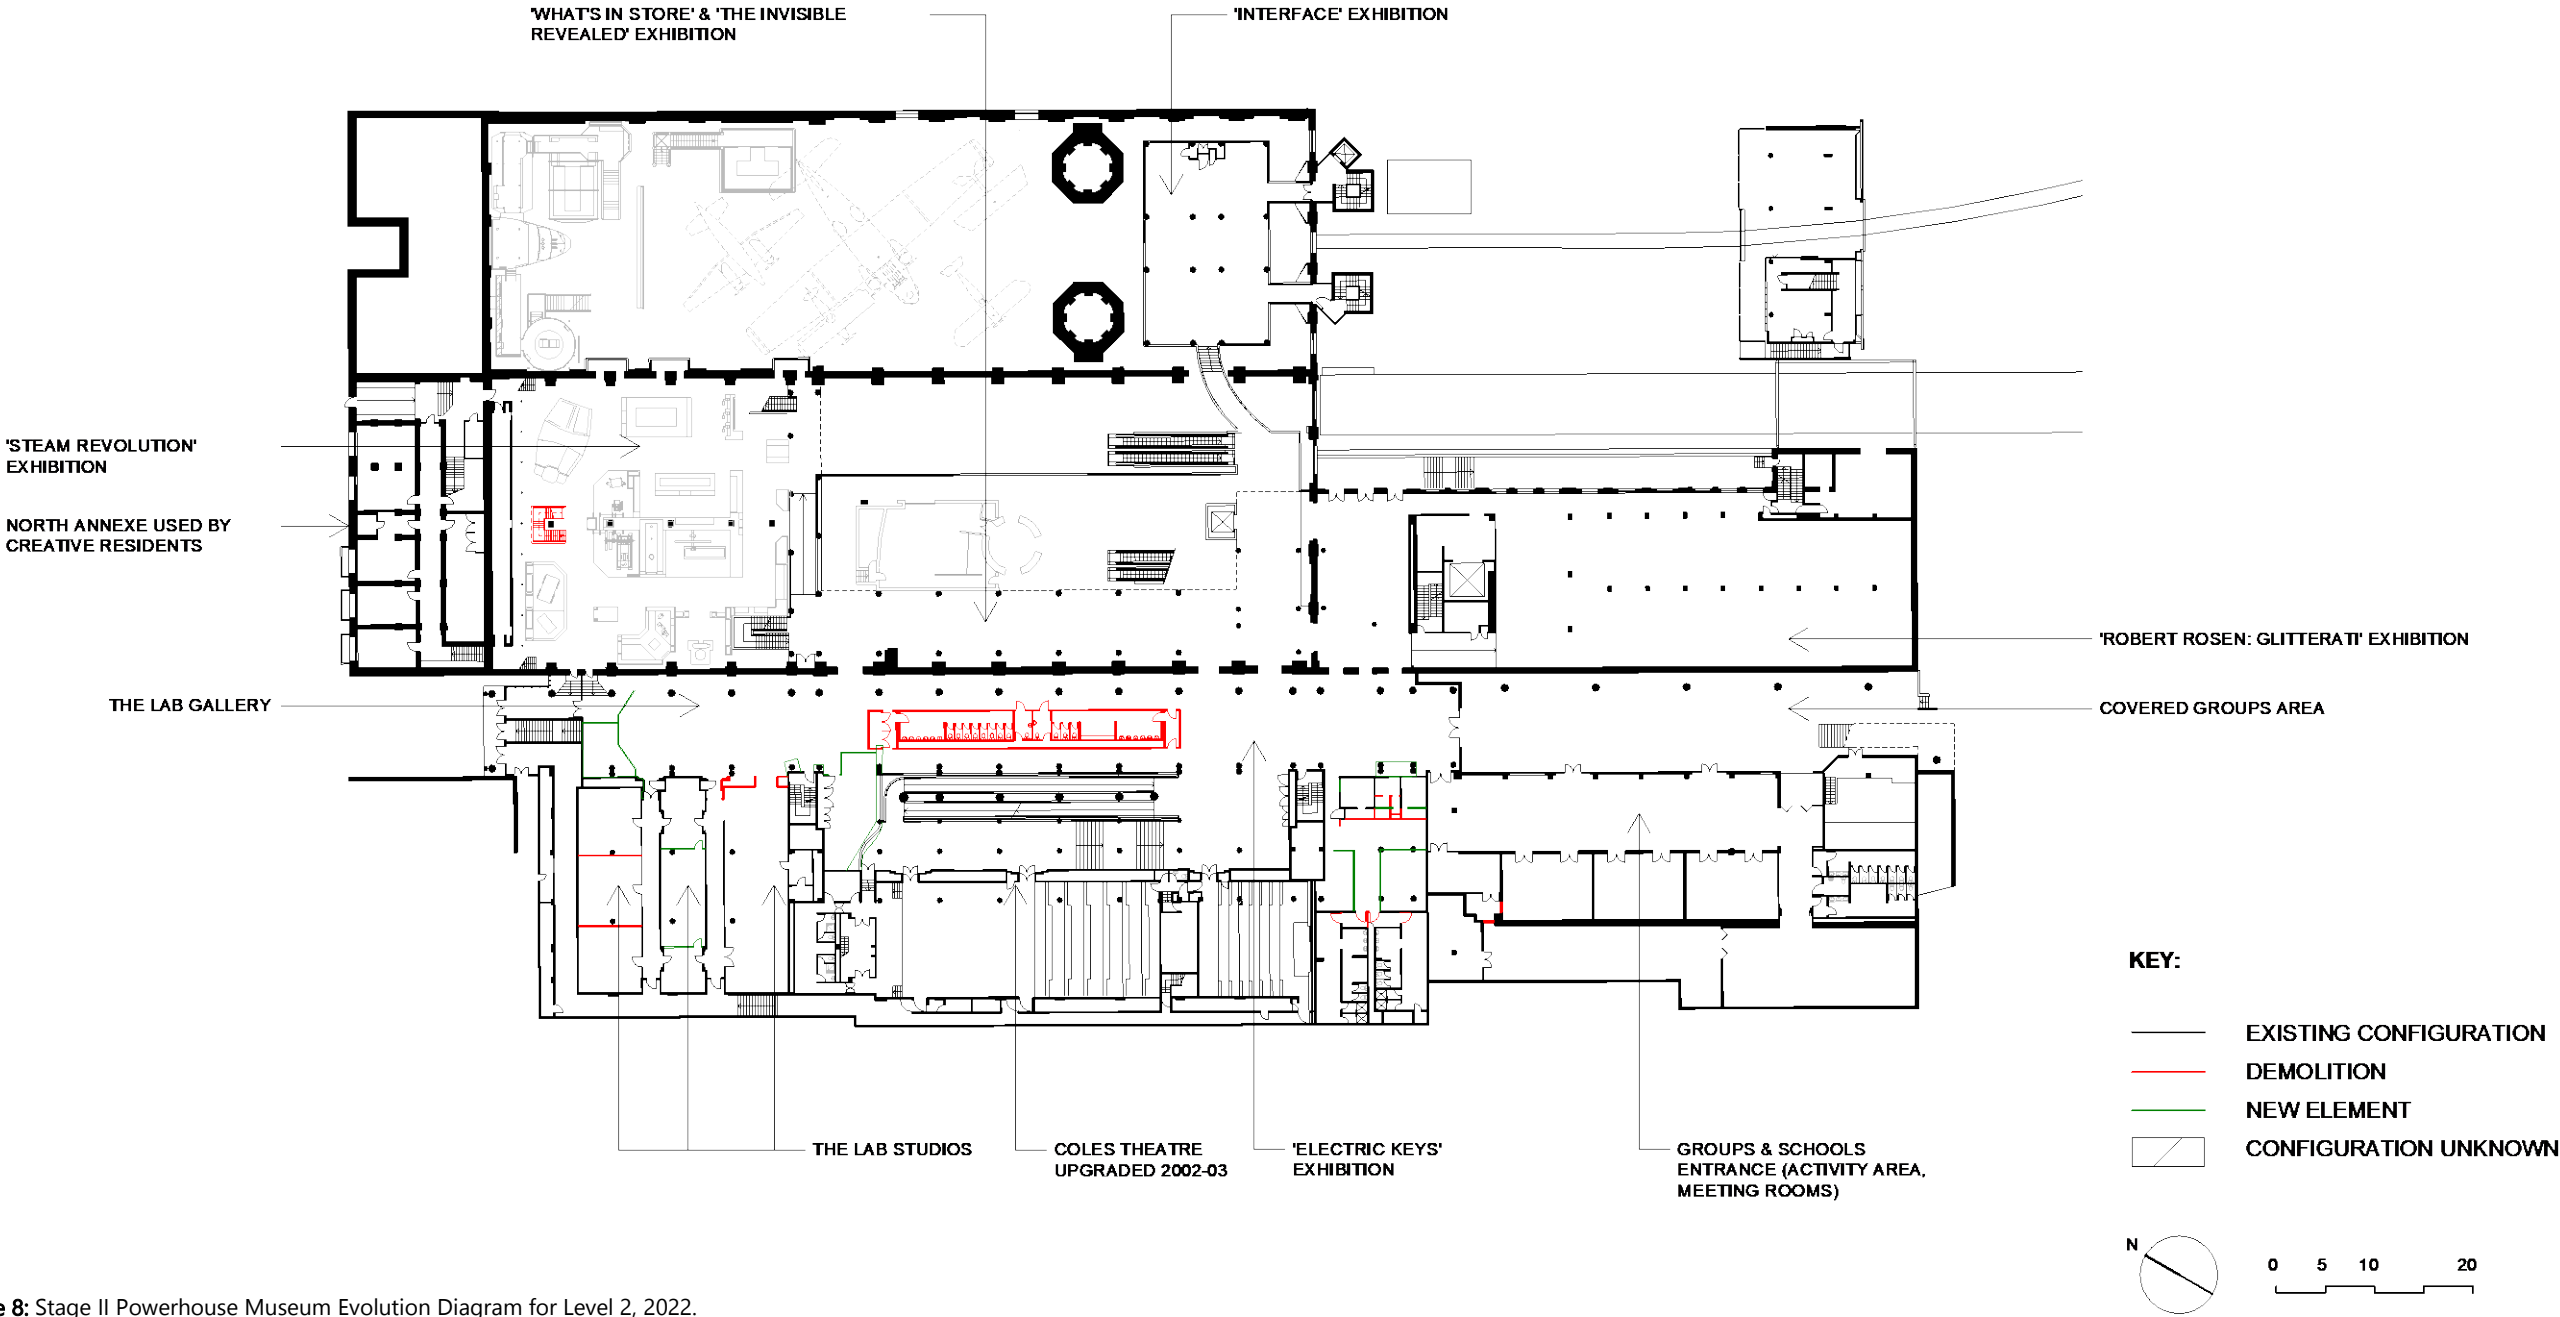 'WHAT'S IN STORE' & 'THE INVISIBLE
REVEALED' EXHIBITION
'INTERFACE' EXHIBITION
'STEAM REVOLUTION'
EXHIBITION
NORTH ANNEXE USED BY
CREATIVE RESIDENTS
THE LAB GALLERY
'ROBERT ROSEN: GLITTERATI' EXHIBITION
COVERED GROUPS AREA
THE LAB STUDIOS
COLES THEATRE
UPGRADED 2002-03
'ELECTRIC KEYS'
EXHIBITION
GROUPS & SCHOOLS
ENTRANCE (ACTIVITY AREA,
MEETING ROOMS)
KEY:
EXISTING CONFIGURATION
DEMOLITION
NEW ELEMENT
CONFIGURATION UNKNOWN
N
0 5 10 20
e 8: Stage II Powerhouse Museum Evolution Diagram for Level 2, 2022.